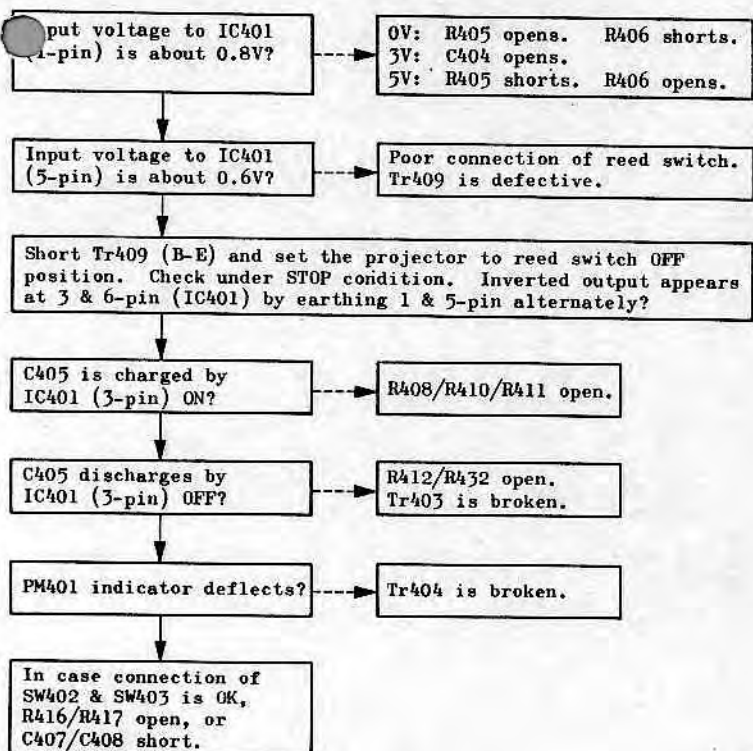 put voltage to IC401
-pin) is about 0.8V?
0V: R405 opens. R406 shorts.
3V: C404 opens.
5V: R405 shorts. R406 opens.
Input voltage to IC401
(5-pin) is about 0.6V?
Poor connection of reed switch.
Tr409 is defective.
Short Tr409 (B-E) and set the projector to reed switch OFF
position. Check under STOP condition. Inverted output appears
at 3 & 6-pin (IC401) by earthing 1 & 5-pin alternately?
C405 is charged by
IC401 (3-pin) ON?
R408/R410/R411 open.
C405 discharges by
IC401 (3-pin) OFF?
R412/R432 open.
Tr403 is broken.
PM401 indicator deflects?
Tr404 is broken.
In case connection of
SW402 & SW403 is OK,
R416/R417 open, or
C407/C408 short.